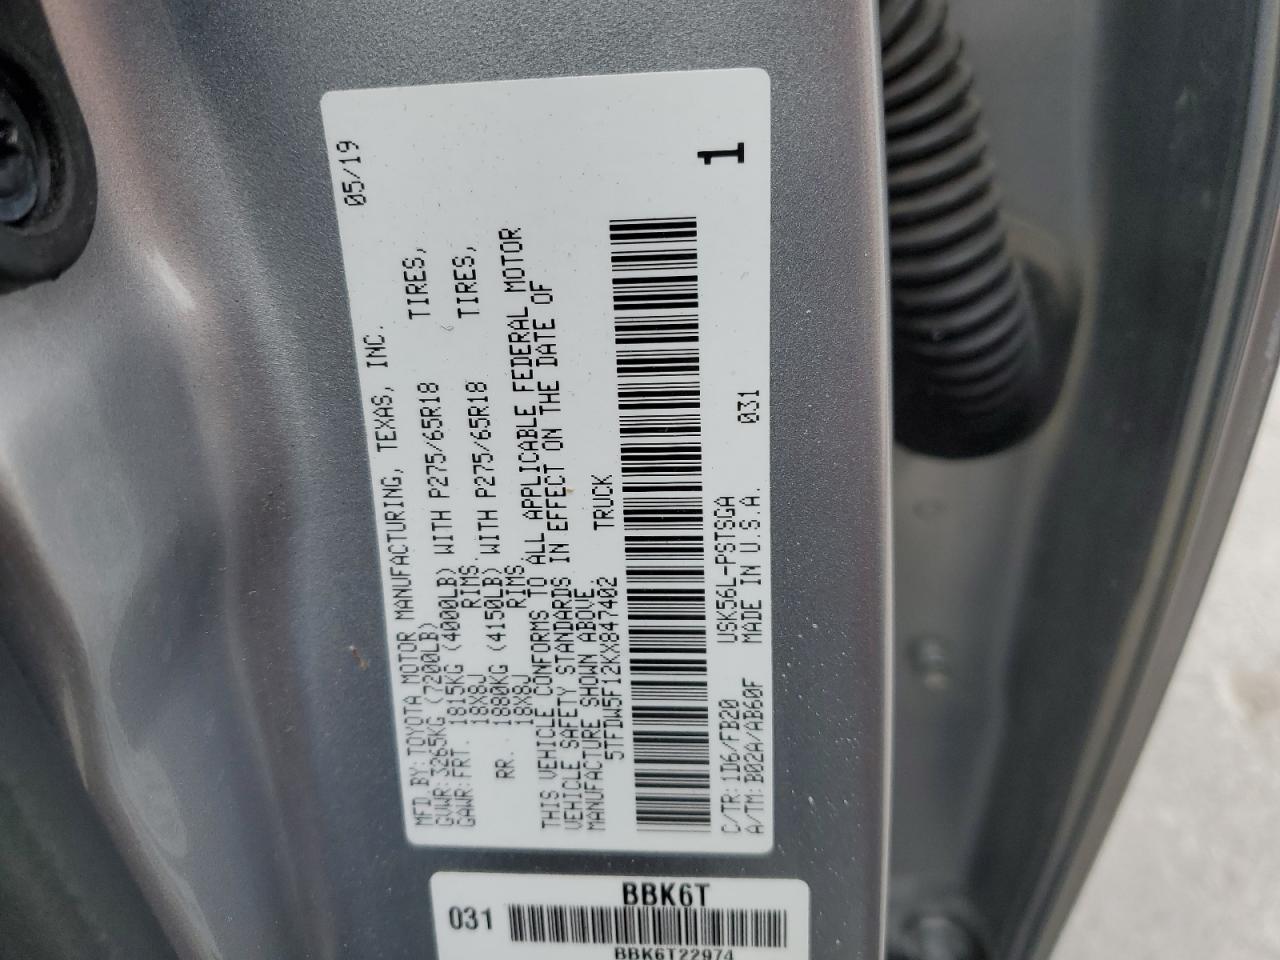 MFD.BY:TOYOTA MOTOR MANUFACTURING, TEXAS, INC. 05/19
GVWR:3265KG (7200LB)
GAWR:FRT. 1815KG (4000LB) WITH P275/65R18 TIRES,
18X8J RIMS.
RR. 1880KG (4150LB) WITH P275/65R18 TIRES,
18X8J RIMS
THIS VEHICLE CONFORMS TO ALL APPLICABLE FEDERAL MOTOR
VEHICLE SAFETY STANDARDS IN EFFECT ON THE DATE OF
MANUFACTURE SHOWN ABOVE.
5TFDW5F12KX847402 TRUCK
1
C/TR:1D6/FB20 USK56L-PSTSGA
A/TM:B02A/AB60F MADE IN U.S.A. 031
BBK6T
031
BBK6T22974